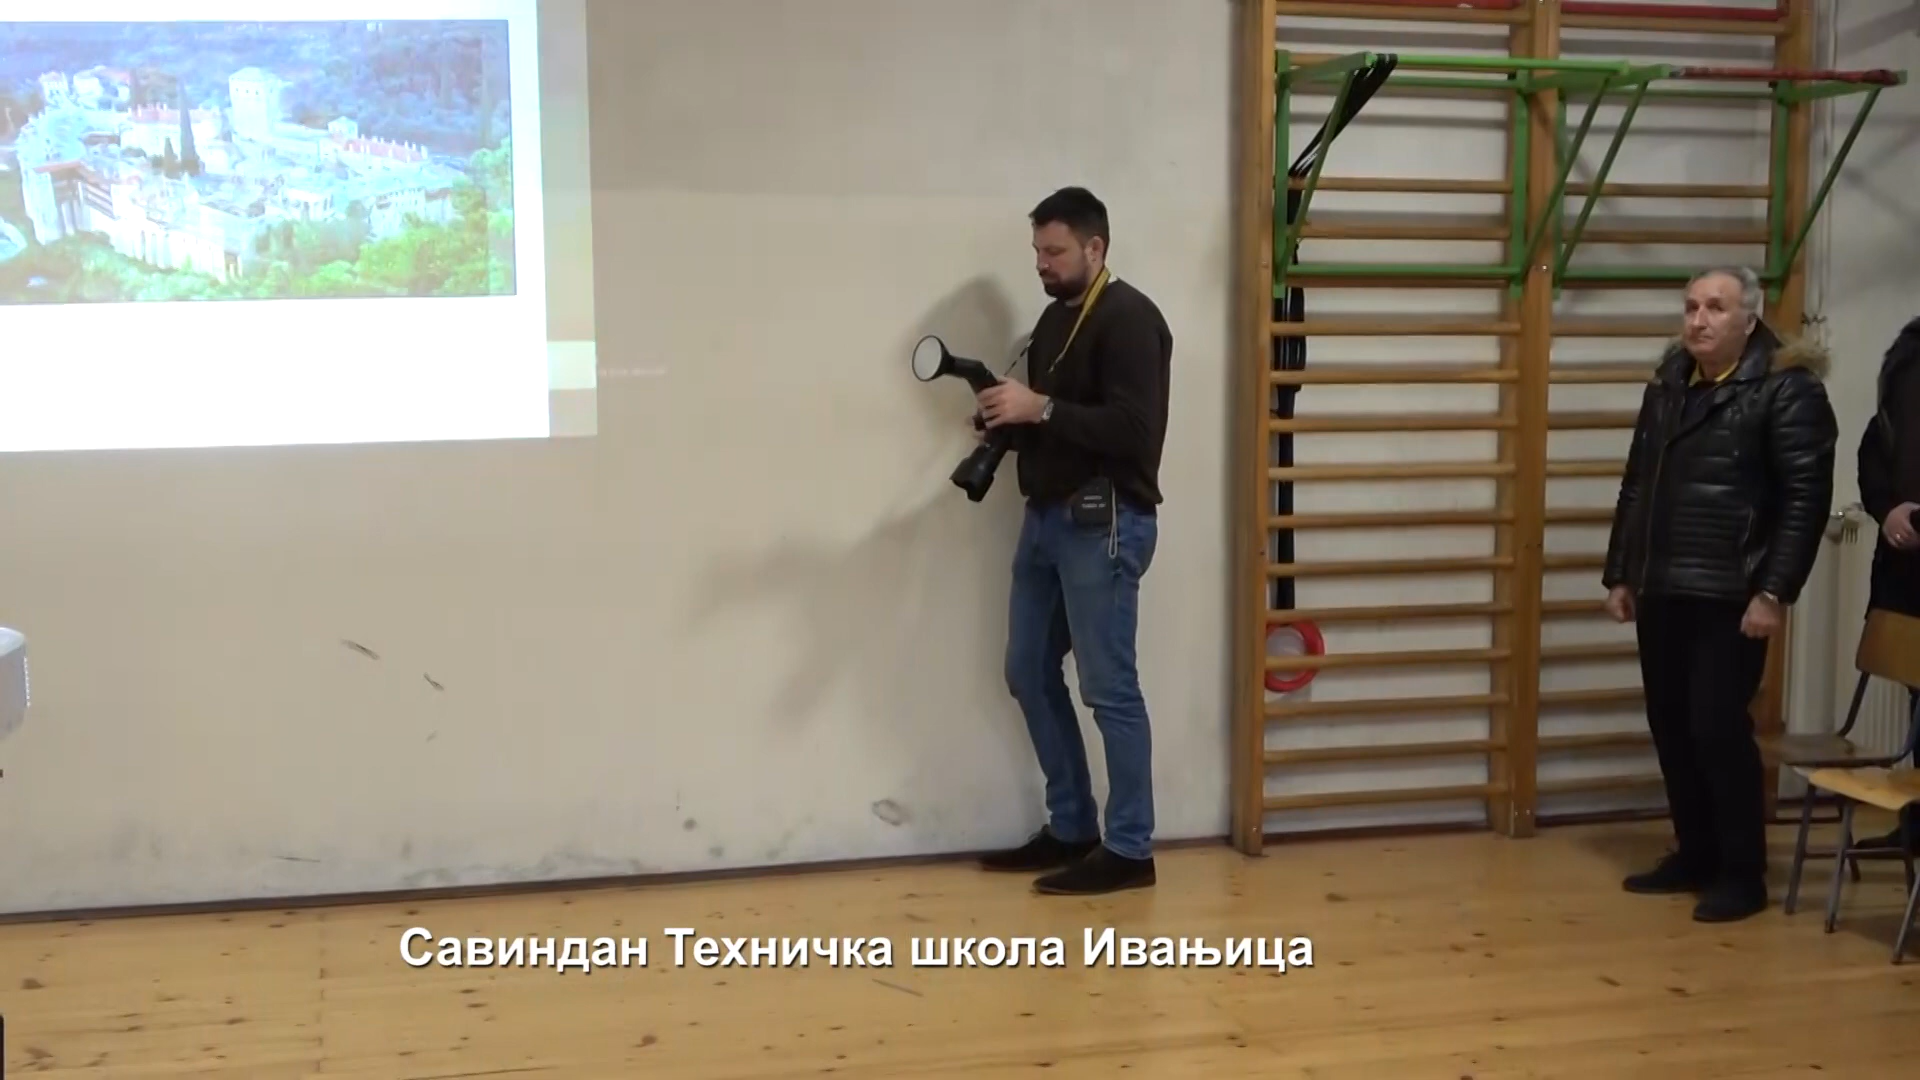 Савиндан Техничка школа Ивањица